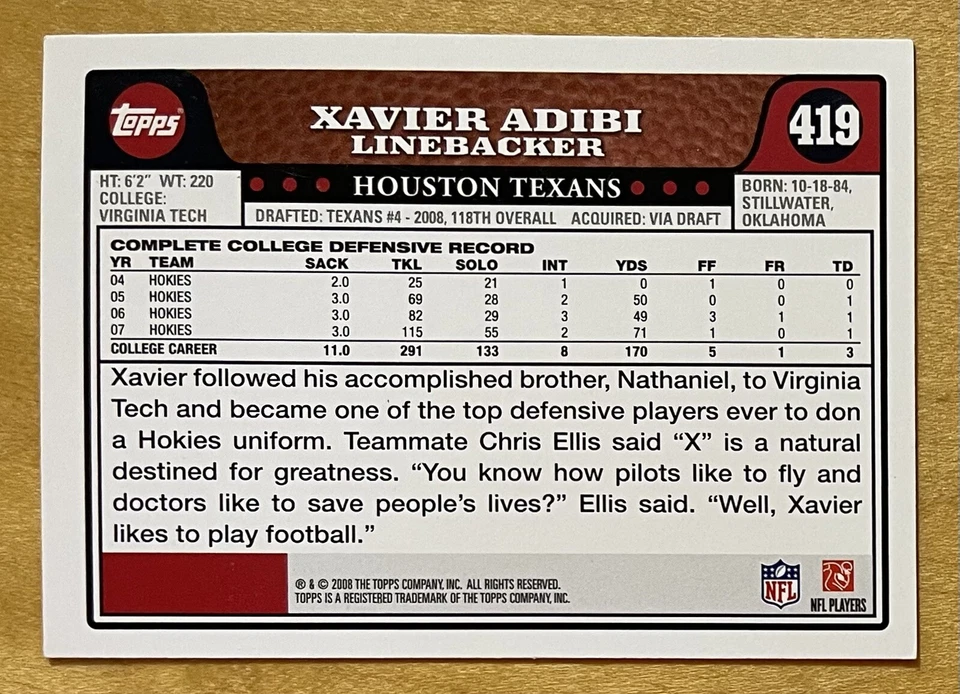 Topps
XAVIER ADIBI
LINEBACKER
419
HT: 6'2" WT: 220
COLLEGE:
VIRGINIA TECH
HOUSTON TEXANS
DRAFTED: TEXANS #4 - 2008, 118TH OVERALL ACQUIRED: VIA DRAFT
BORN: 10-18-84,
STILLWATER,
OKLAHOMA
COMPLETE COLLEGE DEFENSIVE RECORD
YR TEAM SACK TKL SOLO INT YDS FF FR TD
04 HOKIES 2.0 25 21 1 0 1 0 0
05 HOKIES 3.0 69 28 2 50 0 0 1
06 HOKIES 3.0 82 29 3 49 3 1 1
07 HOKIES 3.0 115 55 2 71 1 0 1
COLLEGE CAREER 11.0 291 133 8 170 5 1 3
Xavier followed his accomplished brother, Nathaniel, to Virginia
Tech and became one of the top defensive players ever to don
a Hokies uniform. Teammate Chris Ellis said “X” is a natural
destined for greatness. “You know how pilots like to fly and
doctors like to save people’s lives?” Ellis said. “Well, Xavier
likes to play football.”
® & © 2008 THE TOPPS COMPANY, INC. ALL RIGHTS RESERVED.
TOPPS IS A REGISTERED TRADEMARK OF THE TOPPS COMPANY, INC.
NFL
NFL PLAYERS